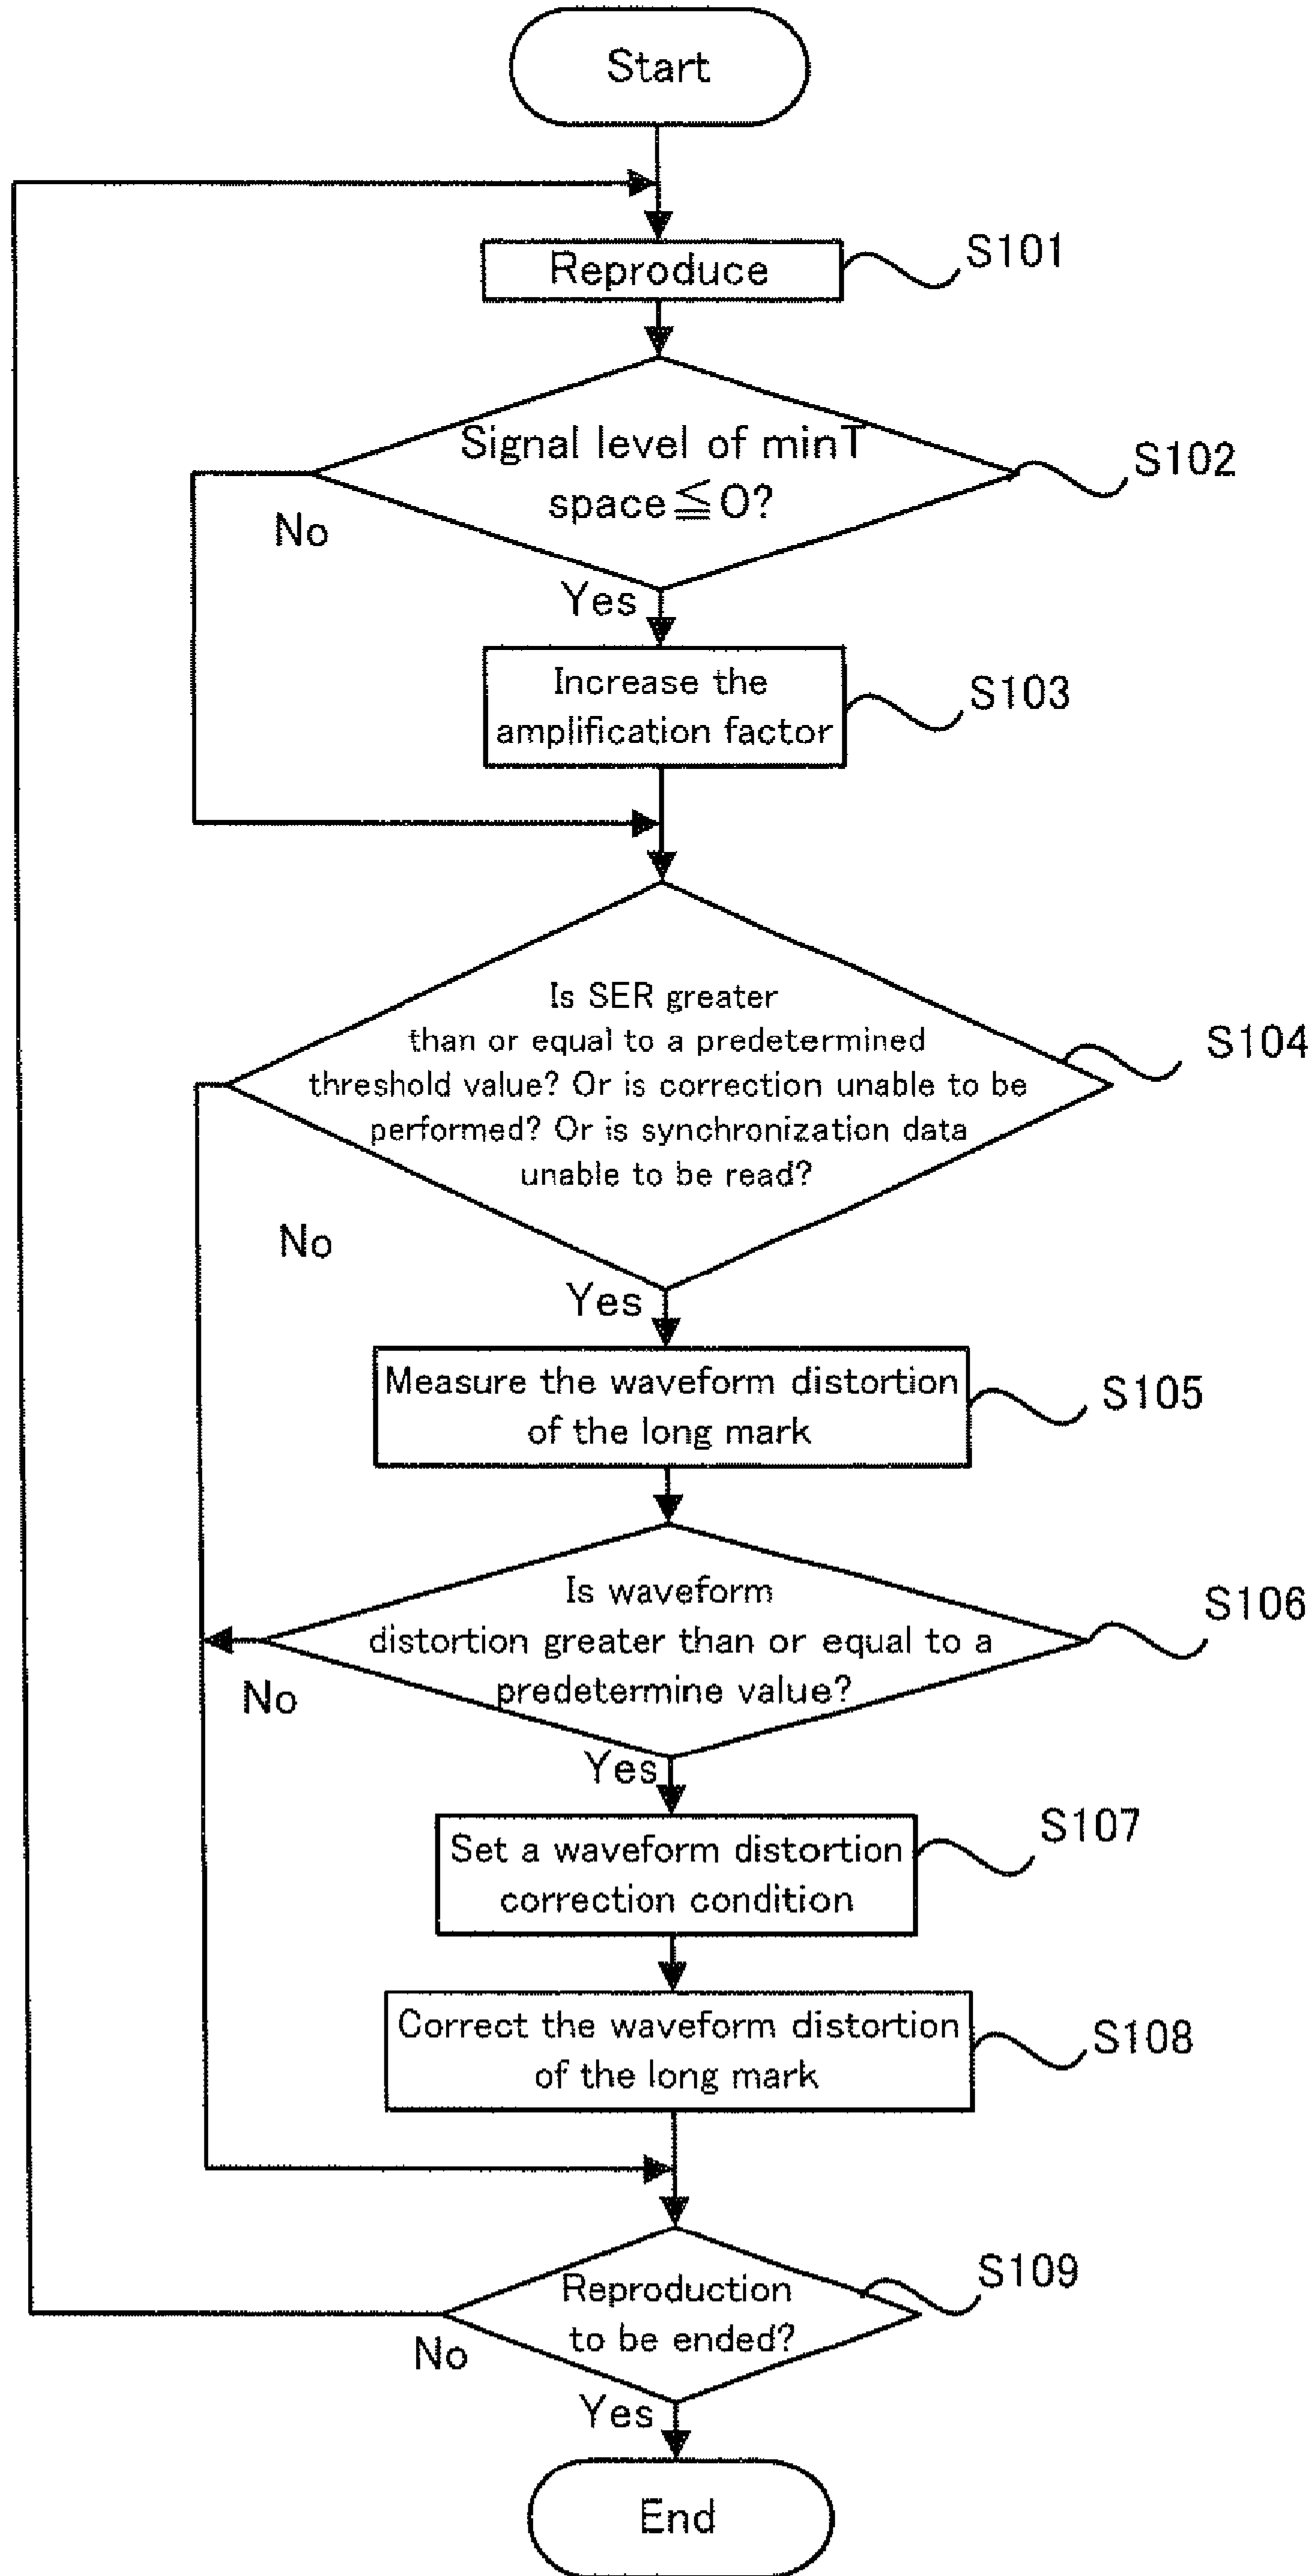 Start
Reproduce
S101
Signal level of minT
space≦0?
S102
No
Yes
Increase the
amplification factor
S103
Is SER greater
than or equal to a predetermined
threshold value? Or is correction unable to be
performed? Or is synchronization data
unable to be read?
S104
No
Yes
Measure the waveform distortion
of the long mark
S105
Is waveform
distortion greater than or equal to a
predetermine value?
S106
No
Yes
Set a waveform distortion
correction condition
S107
Correct the waveform distortion
of the long mark
S108
Reproduction
to be ended?
S109
No
Yes
End